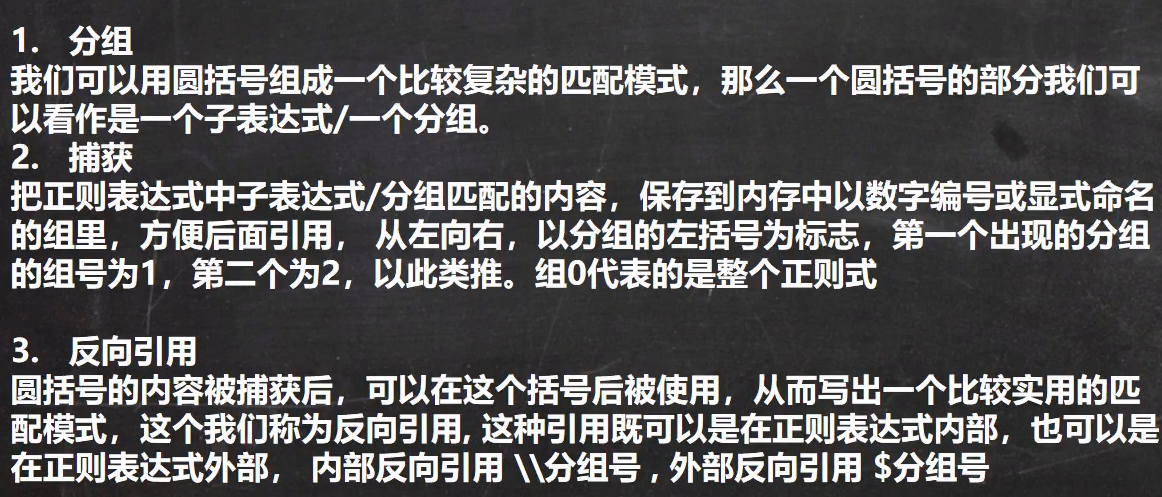 1. 分组
我们可以用圆括号组成一个比较复杂的匹配模式，那么一个圆括号的部分我们可
以看作是一个子表达式/一个分组。
2. 捕获
把正则表达式中子表达式/分组匹配的内容，保存到内存中以数字编号或显式命名
的组里，方便后面引用， 从左向右，以分组的左括号为标志，第一个出现的分组
的组号为1，第二个为2，以此类推。组0代表的是整个正则式
3. 反向引用
圆括号的内容被捕获后，可以在这个括号后被使用，从而写出一个比较实用的匹
配模式，这个我们称为反向引用, 这种引用既可以是在正则表达式内部，也可以是
在正则表达式外部， 内部反向引用 \\分组号 , 外部反向引用 $分组号